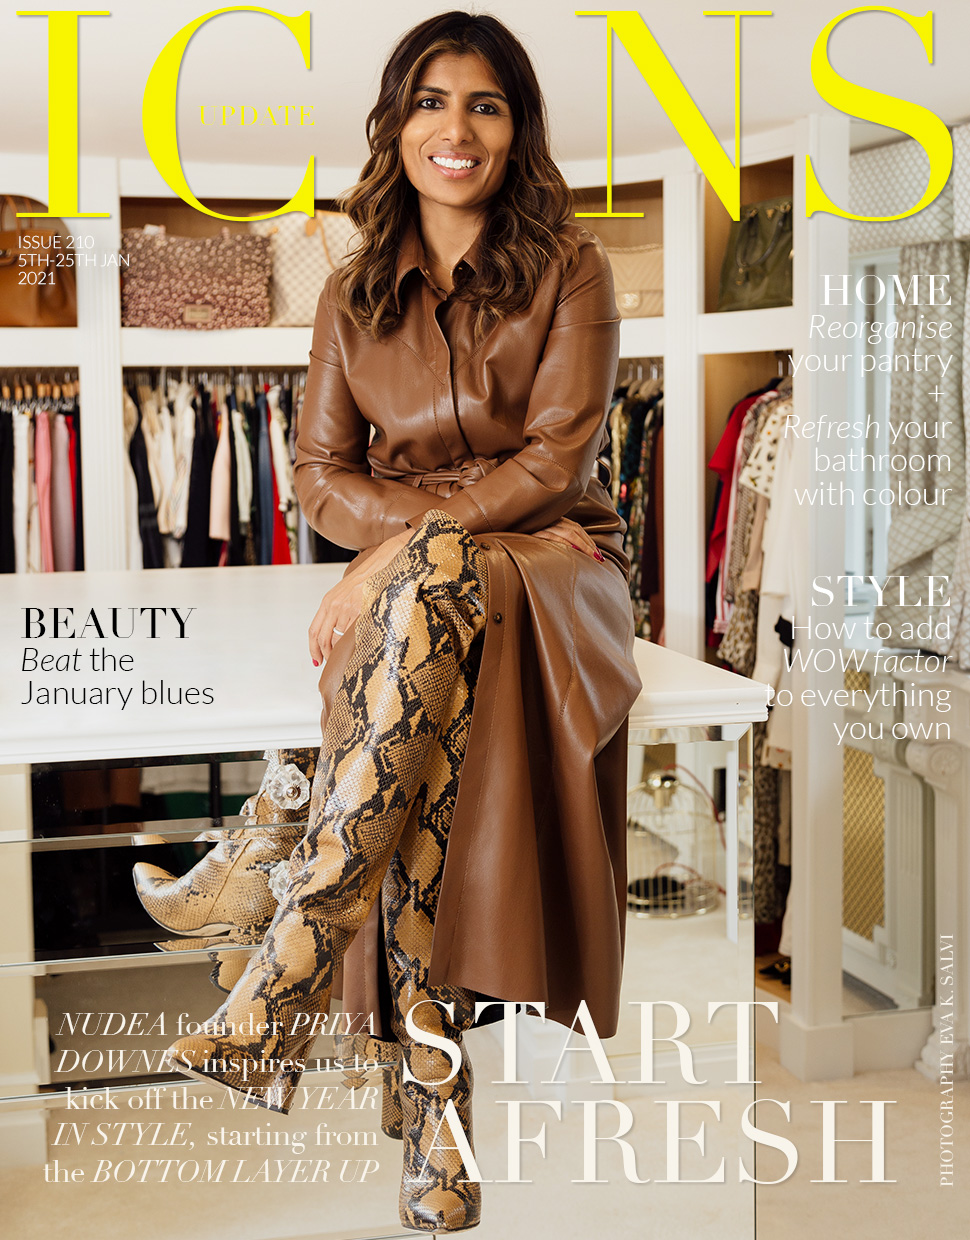 IC NS
UPDATE
ISSUE 210
5TH-25TH JAN
2021
HOME
Reorganise
your pantry
+
Refresh your
bathroom
with colour
STYLE
How to add
WOW factor
to everything
you own
BEAUTY
Beat the
January blues
NUDEA founder PRIYA
DOWNES inspires us to
kick off the NEW YEAR
IN STYLE, starting from
the BOTTOM LAYER UP
START
AFRESH
PHOTOGRAPHY EVA K. SALVI